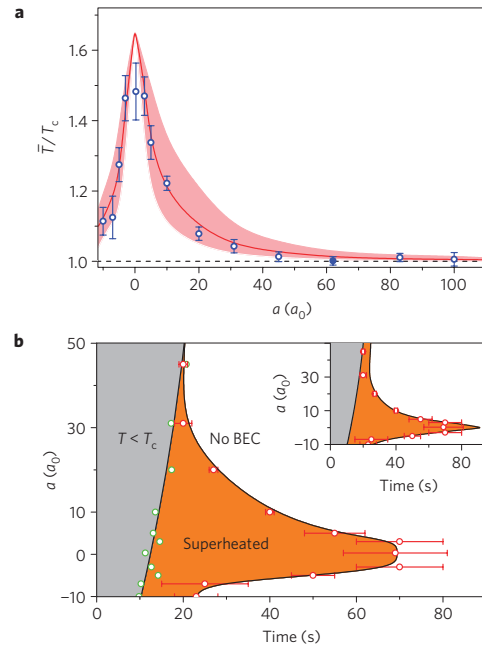 a
1.6
1.4
1.2
1.0
T̄/Tc
0 20 40 60 80 100
a (a0)
b
50
30
10
−10
a (a0)
T < Tc
No BEC
Superheated
0 20 40 60 80
Time (s)
30
10
−10
a (a0)
0 40 80
Time (s)